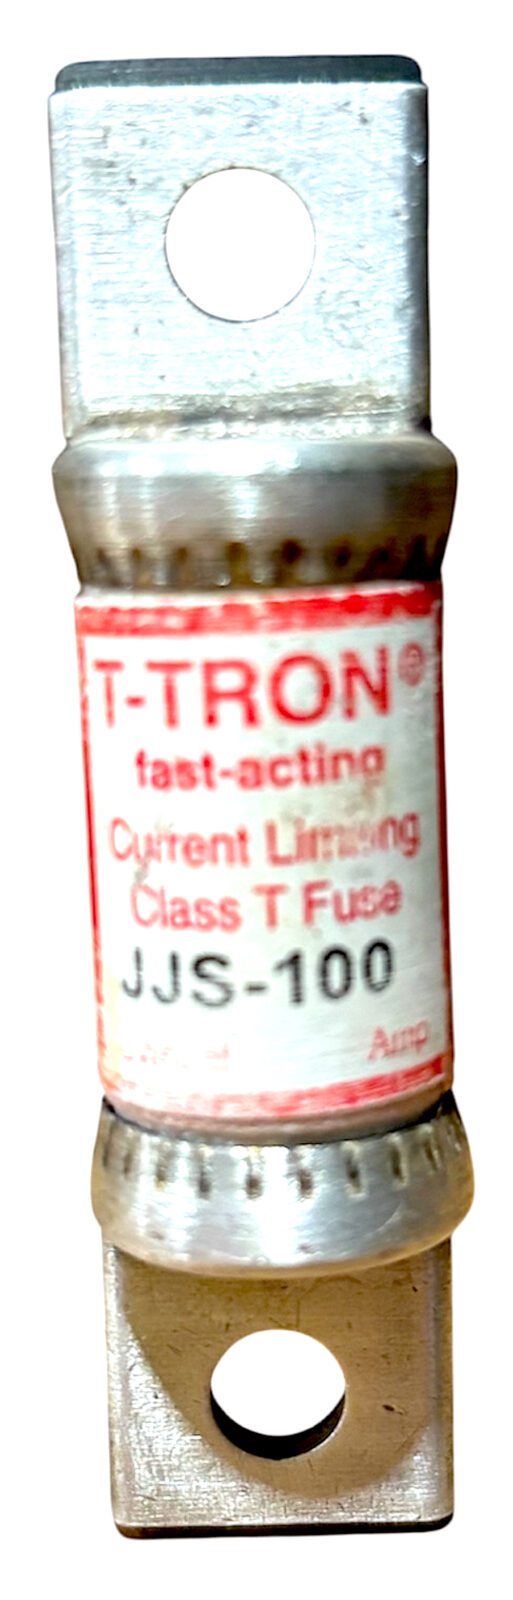 T-TRON®
fast-acting
Current Limiting
Class T Fuse
JJS-100
Amp